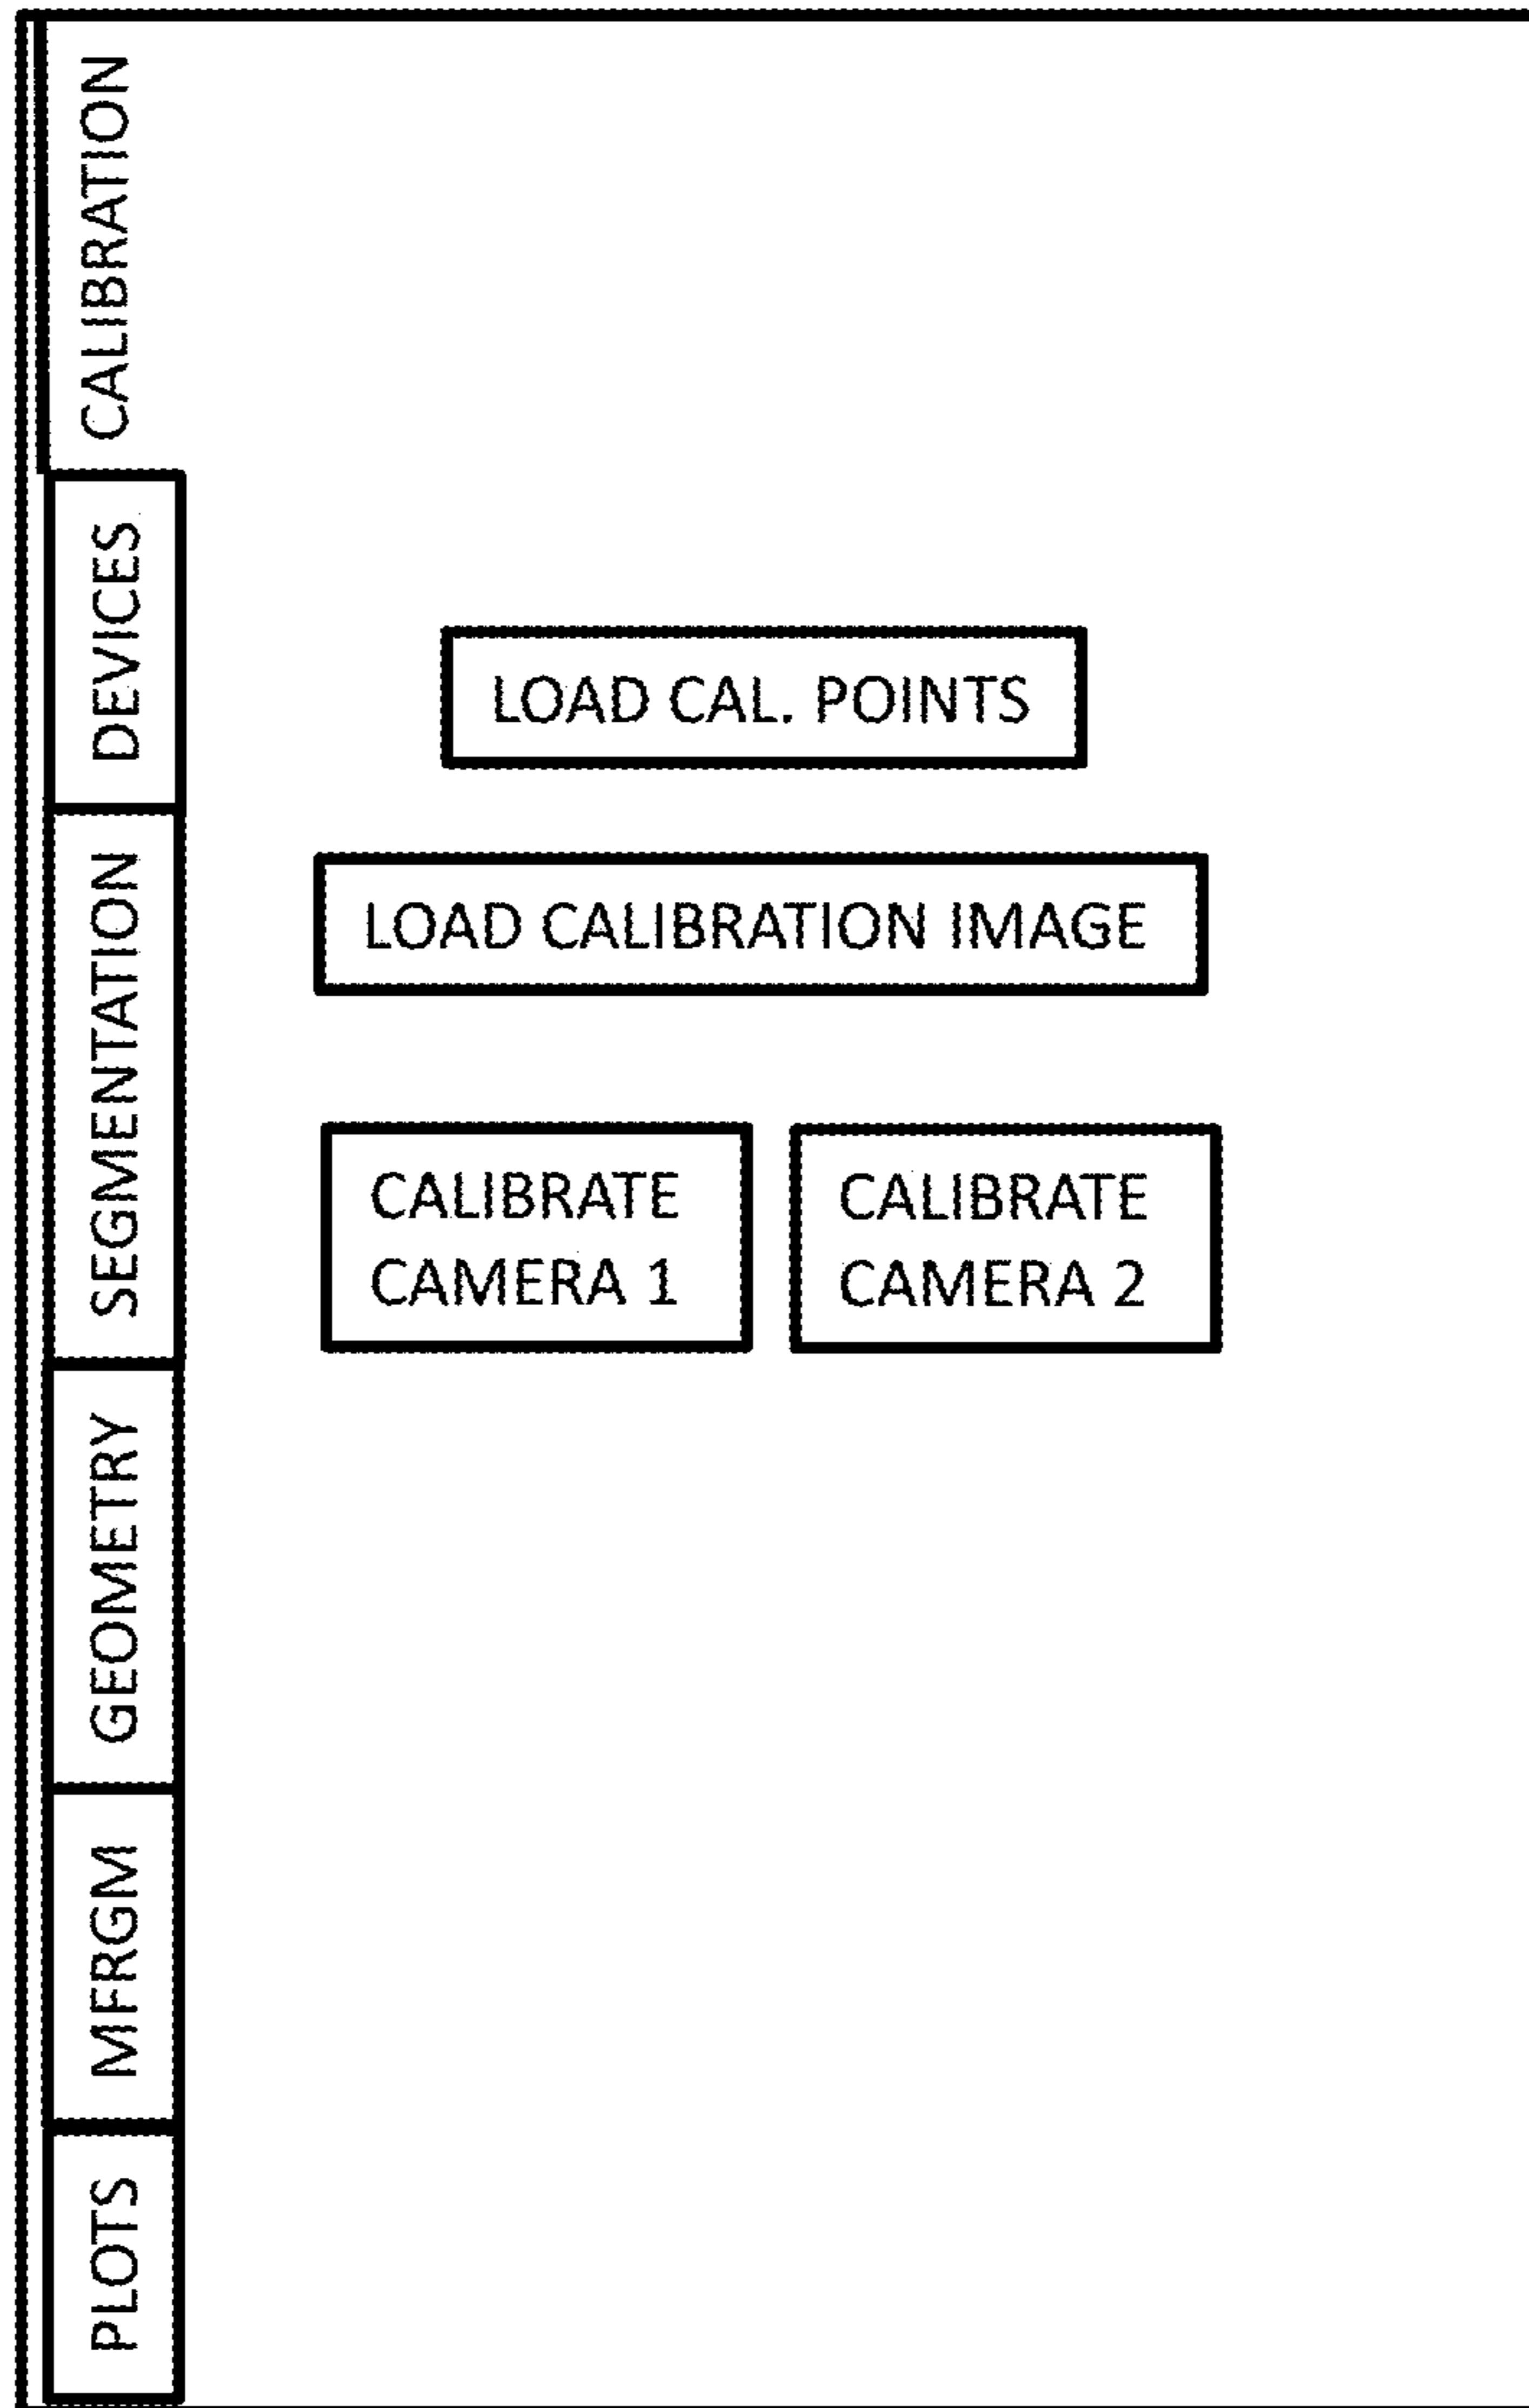 CALIBRATION
DEVICES
SEGMENTATION
GEOMETRY
MFRGM
PLOTS
LOAD CAL. POINTS
LOAD CALIBRATION IMAGE
CALIBRATE
CAMERA 1
CALIBRATE
CAMERA 2